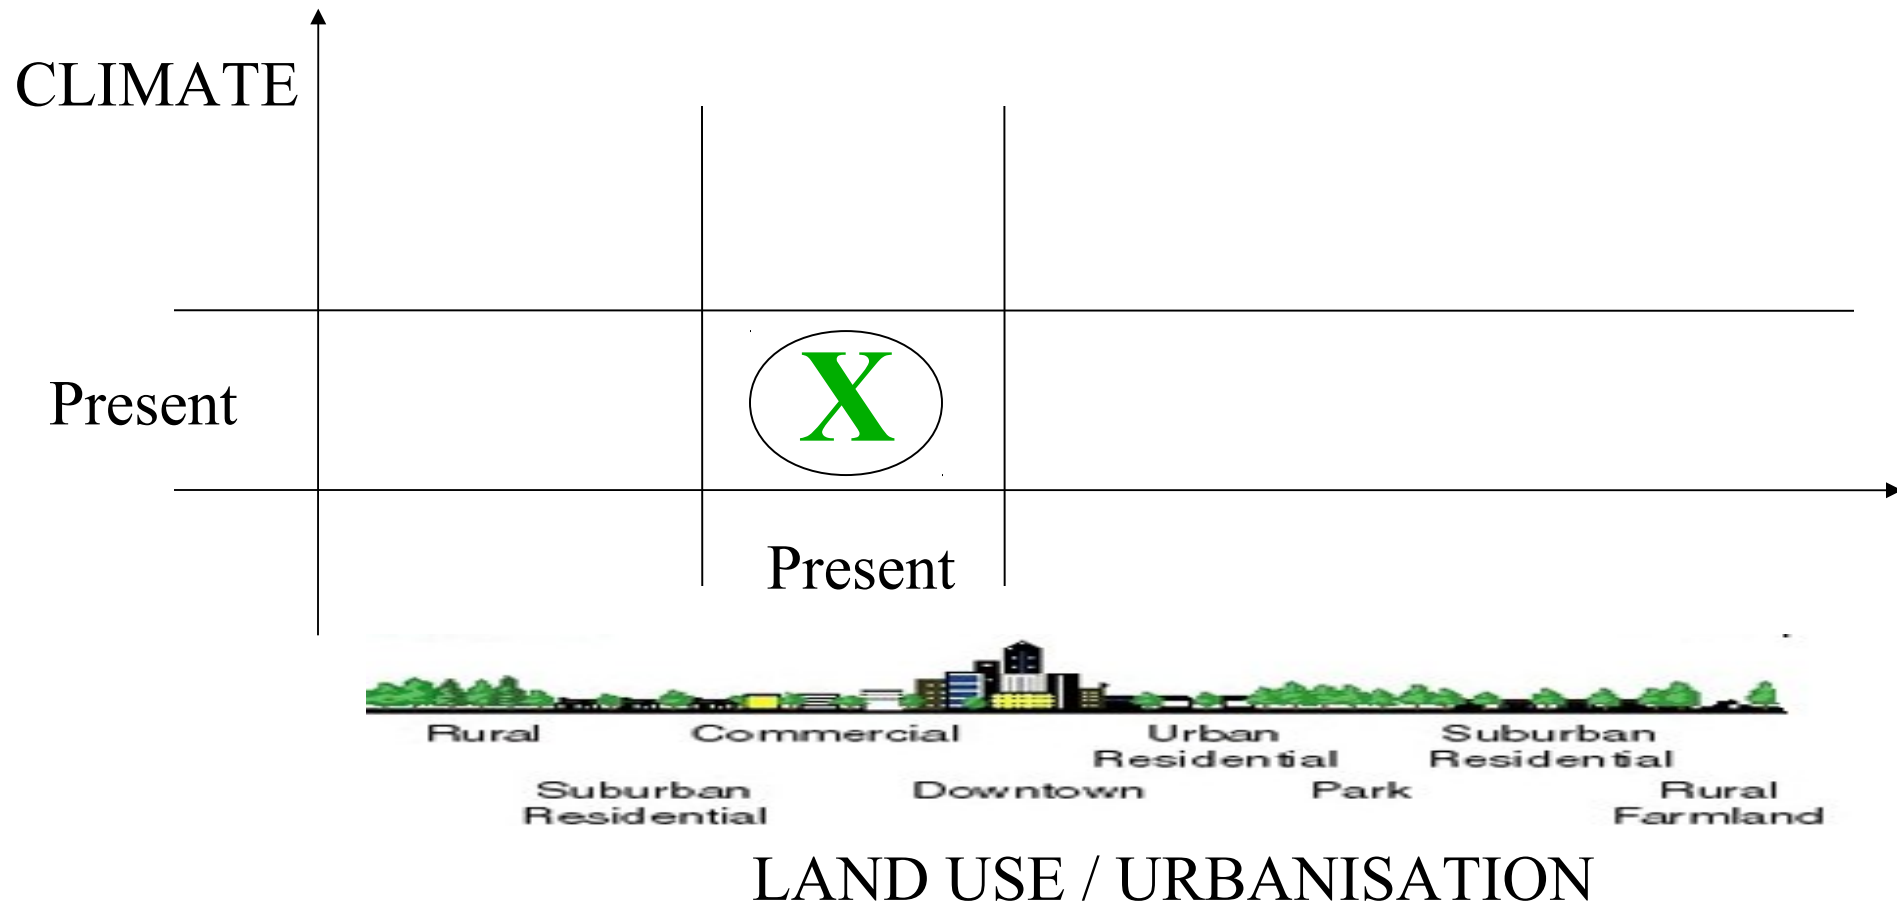 CLIMATE
X
Present
Present
Rural
Commercial
Urban
Residential
Suburban
Residential
Suburban
Residential
Downtown
Park
Rural
Farmland
LAND USE / URBANISATION